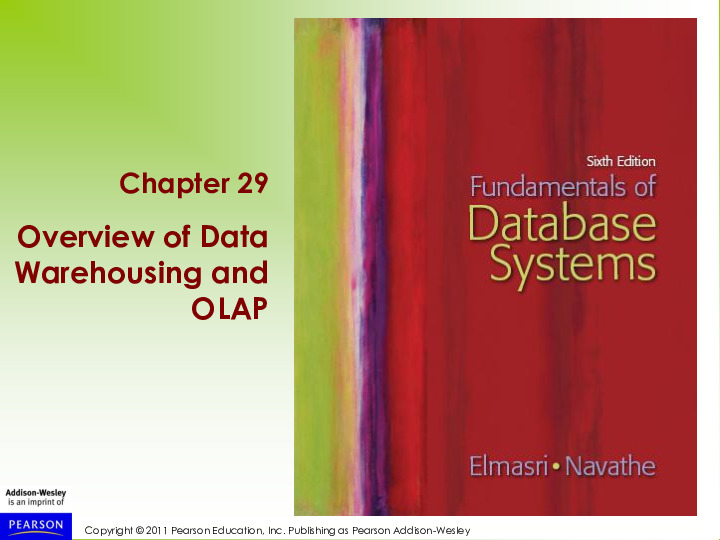 Chapter 29
Overview of Data
Warehousing and
OLAP
Sixth Edition
Fundamentals of
Database
Systems
Elmasri • Navathe
Addison-Wesley
is an imprint of
PEARSON
Copyright © 2011 Pearson Education, Inc. Publishing as Pearson Addison-Wesley